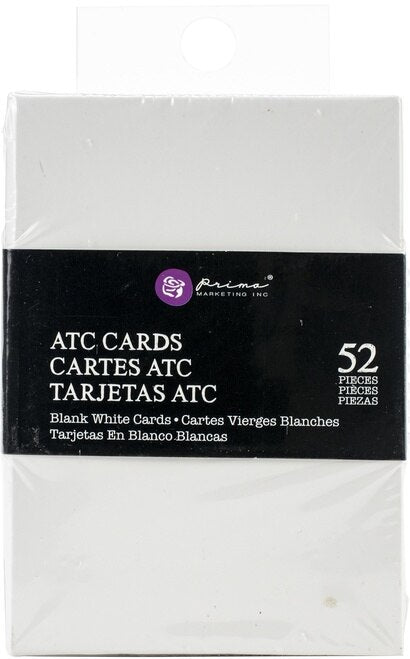 Prima®
MARKETING INC
ATC CARDS
CARTES ATC
TARJETAS ATC
52
PIECES
PIÈCES
PIEZAS
Blank White Cards • Cartes Vierges Blanches
Tarjetas En Blanco Blancas